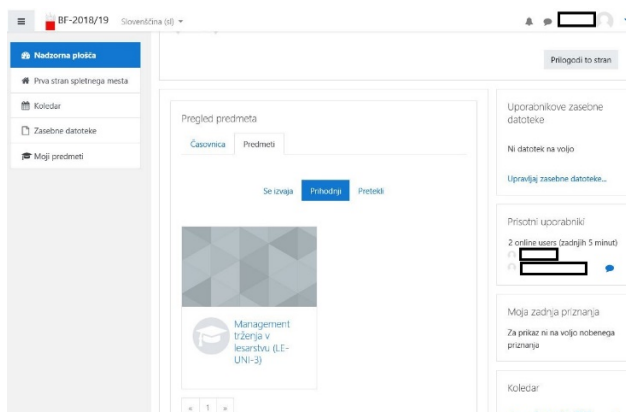 BF-2018/19 Slovenščina (sl)
Nadzorna plošča
Prva stran spletnega mesta
Koledar
Zasebne datoteke
Moji predmeti
Prilogodi to stran
Pregled predmeta
Časovnica Predmeti
Se izvaja Prihodnji Pretekli
Management
trženja v
lesarstvu (LE-
UNI-3)
« 1 »
Uporabnikove zasebne
datoteke
Ni datotek na voljo
Upravljaj zasebne datoteke...
Prisotni uporabniki
2 online users (zadnjih 5 minut)
Moja zadnja priznanja
Za prikaz ni na voljo nobenega
priznanja
Koledar